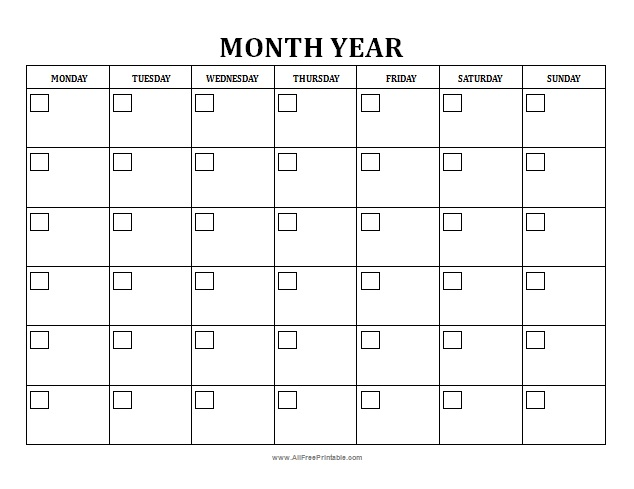 MONTH YEAR
MONDAY TUESDAY WEDNESDAY THURSDAY FRIDAY SATURDAY SUNDAY
www.AllFreePrintable.com